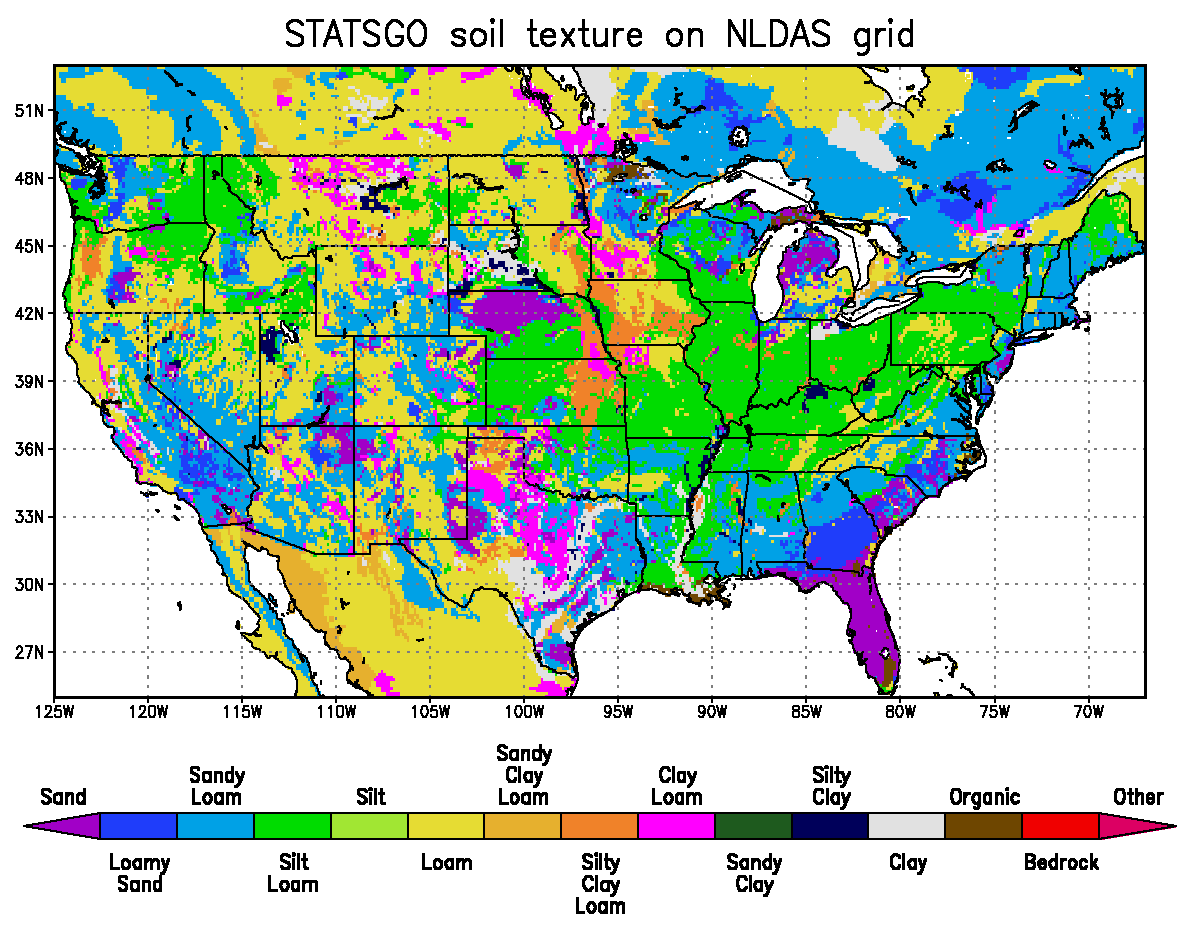 STATSGO soil texture on NLDAS grid
51N
48N
45N
42N
39N
36N
33N
30N
27N
125W 120W 115W 110W 105W 100W 95W 90W 85W 80W 75W 70W
Sand
Sandy
Loam
Silt
Sandy
Clay
Loam
Clay
Loam
Silty
Clay
Organic
Other
Loamy
Sand
Silt
Loam
Loam
Silty
Clay
Loam
Sandy
Clay
Clay
Bedrock